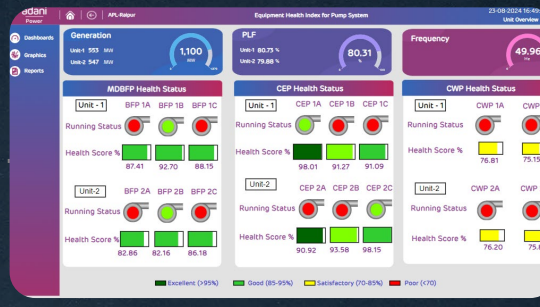 adani
Power
APL-Raipur
Equipment Health Index for Pump System
23-08-2024 16:49
Unit Overview
Dashboards
Graphics
Reports
Generation
Unit-1 553 MW
Unit-2 547 MW
1,100
PLF
Unit-1 80.73 %
Unit-2 79.88 %
80.31
%
Frequency
49.96
Hz
MDBFP Health Status
Unit - 1 BFP 1A BFP 1B BFP 1C
Running Status
Health Score %
87.41 92.70 88.15
Unit-2 BFP 2A BFP 2B BFP 2C
Running Status
Health Score %
82.86 82.16 86.18
CEP Health Status
Unit - 1 CEP 1A CEP 1B CEP 1C
Running Status
Health Score %
98.01 91.27 91.09
Unit-2 CEP 2A CEP 2B CEP 2C
Running Status
Health Score %
90.92 93.58 98.15
CWP Health Status
Unit - 1 CWP 1A CWP
Running Status
Health Score %
76.81 75.15
Unit-2 CWP 2A CWP
Running Status
Health Score %
76.20 75.8
Excellent (>95%) Good (85-95%) Satisfactory (70-85%) Poor (<70)